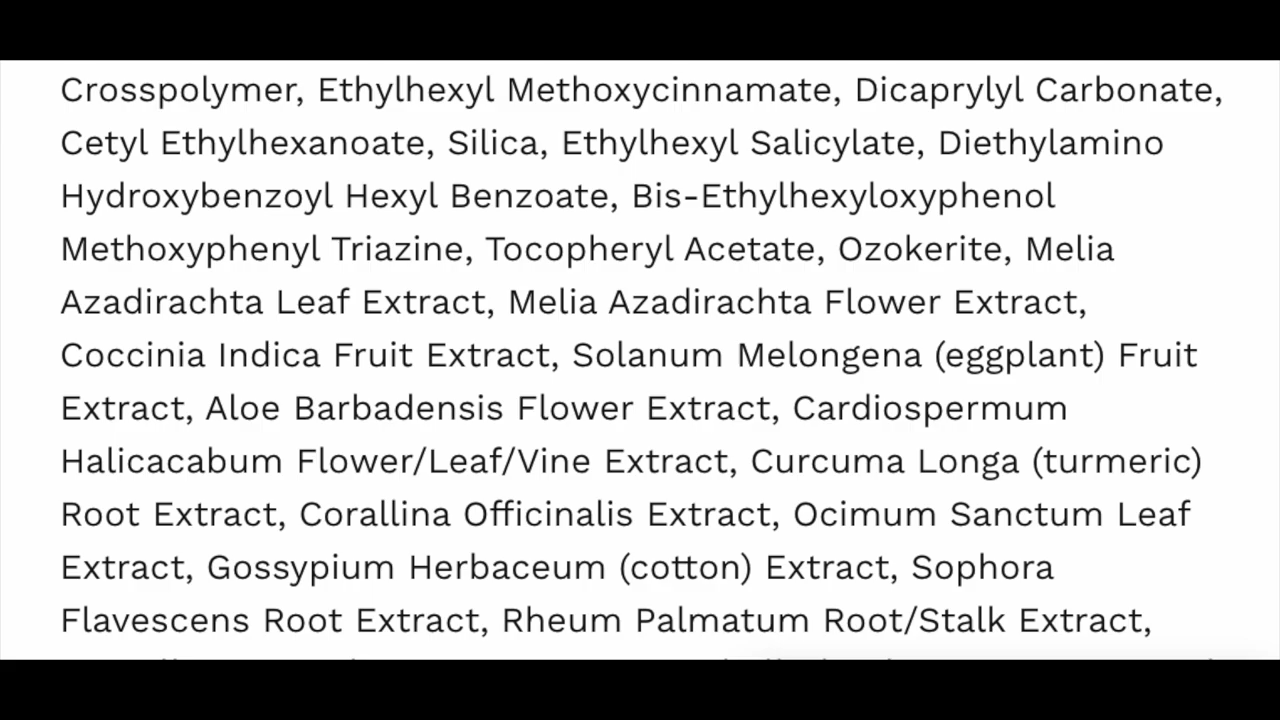 Crosspolymer, Ethylhexyl Methoxycinnamate, Dicaprylyl Carbonate,
Cetyl Ethylhexanoate, Silica, Ethylhexyl Salicylate, Diethylamino
Hydroxybenzoyl Hexyl Benzoate, Bis-Ethylhexyloxyphenol
Methoxyphenyl Triazine, Tocopheryl Acetate, Ozokerite, Melia
Azadirachta Leaf Extract, Melia Azadirachta Flower Extract,
Coccinia Indica Fruit Extract, Solanum Melongena (eggplant) Fruit
Extract, Aloe Barbadensis Flower Extract, Cardiospermum
Halicacabum Flower/Leaf/Vine Extract, Curcuma Longa (turmeric)
Root Extract, Corallina Officinalis Extract, Ocimum Sanctum Leaf
Extract, Gossypium Herbaceum (cotton) Extract, Sophora
Flavescens Root Extract, Rheum Palmatum Root/Stalk Extract,